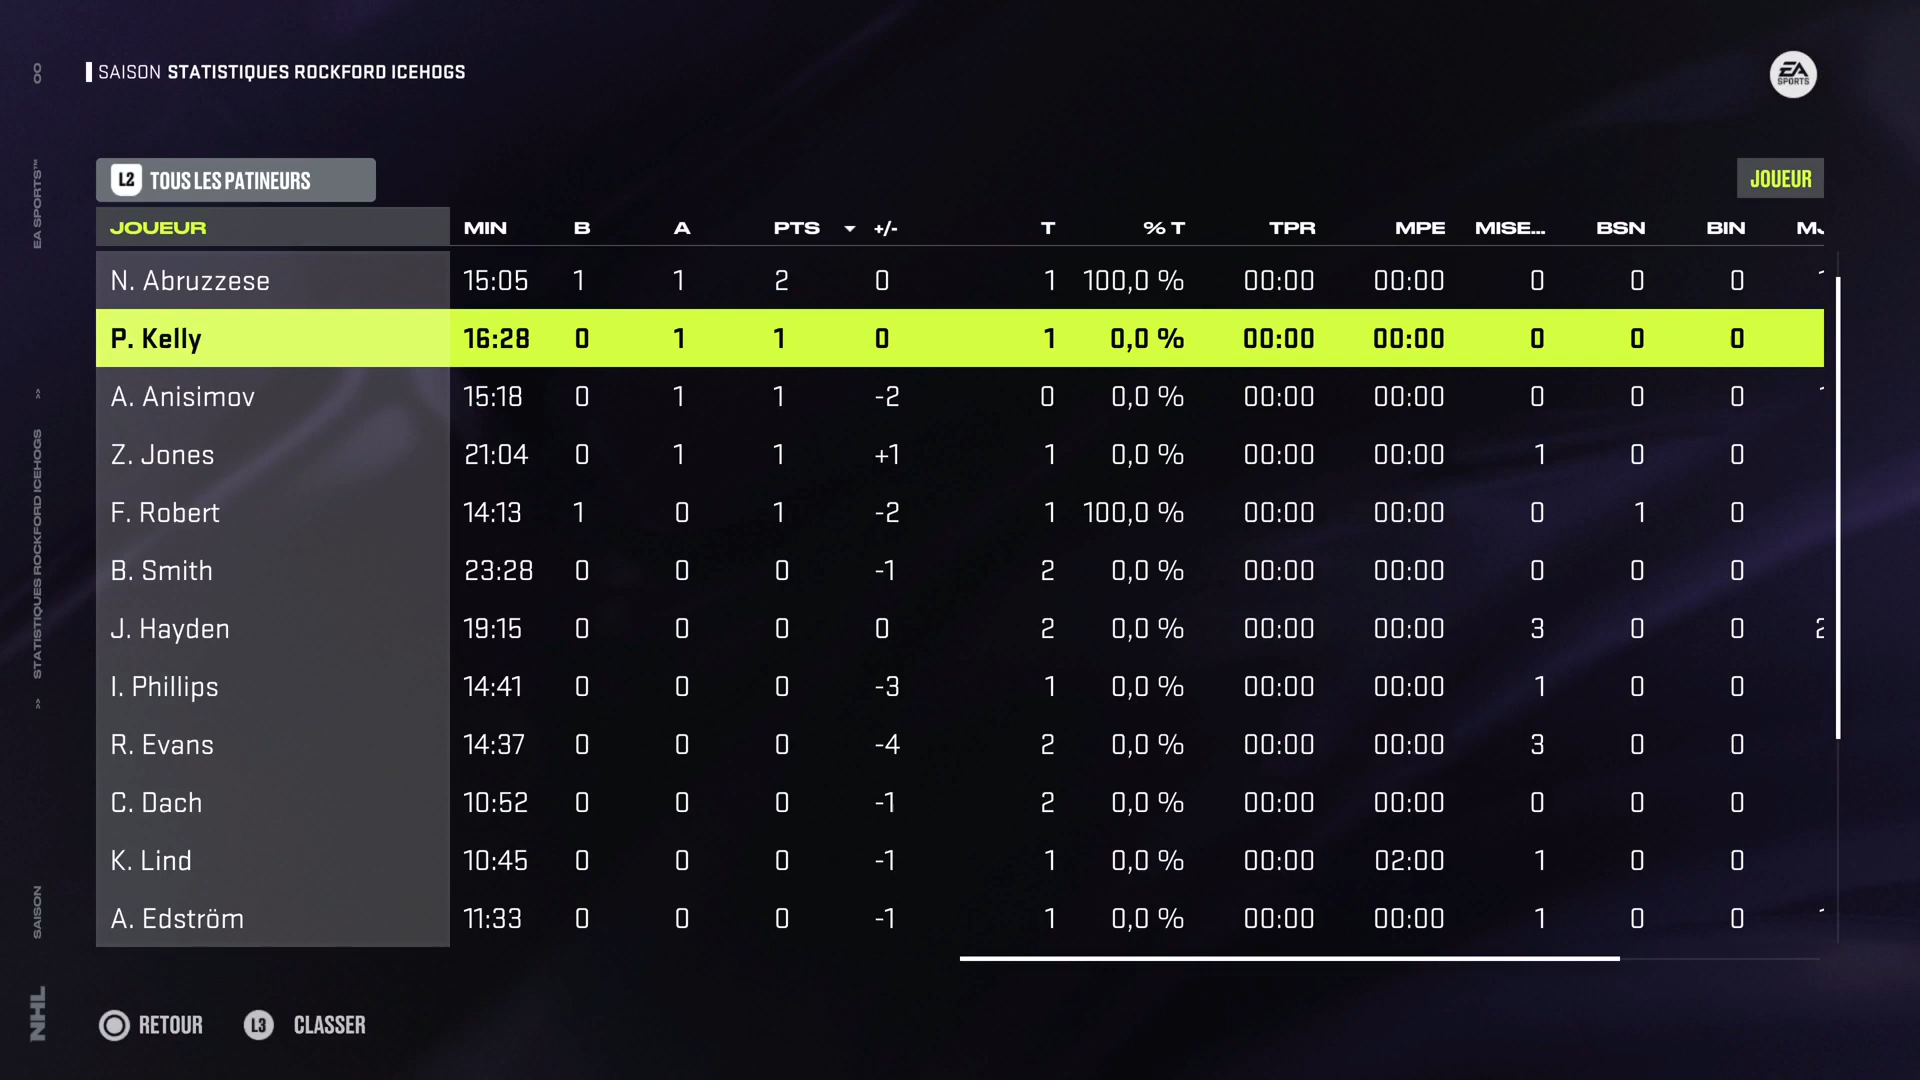 SAISON STATISTIQUES ROCKFORD ICEHOGS
EA SPORTS
L2 TOUS LES PATINEURS
JOUEUR
JOUEUR MIN B A PTS +/- T % T TPR MPE MISE... BSN BIN
N. Abruzzese 15:05 1 1 2 0 1 100,0 % 00:00 00:00 0 0 0
P. Kelly 16:28 0 1 1 0 1 0,0 % 00:00 00:00 0 0 0
A. Anisimov 15:18 0 1 1 -2 0 0,0 % 00:00 00:00 0 0 0
Z. Jones 21:04 0 1 1 +1 1 0,0 % 00:00 00:00 1 0 0
F. Robert 14:13 1 0 1 -2 1 100,0 % 00:00 00:00 0 1 0
B. Smith 23:28 0 0 0 -1 2 0,0 % 00:00 00:00 0 0 0
J. Hayden 19:15 0 0 0 0 2 0,0 % 00:00 00:00 3 0 0 2
I. Phillips 14:41 0 0 0 -3 1 0,0 % 00:00 00:00 1 0 0
R. Evans 14:37 0 0 0 -4 2 0,0 % 00:00 00:00 3 0 0
C. Dach 10:52 0 0 0 -1 2 0,0 % 00:00 00:00 0 0 0
K. Lind 10:45 0 0 0 -1 1 0,0 % 00:00 02:00 1 0 0
A. Edström 11:33 0 0 0 -1 1 0,0 % 00:00 00:00 1 0 0
RETOUR L3 CLASSER
NHL SAISON >> STATISTIQUES ROCKFORD ICEHOGS >> EA SPORTS™